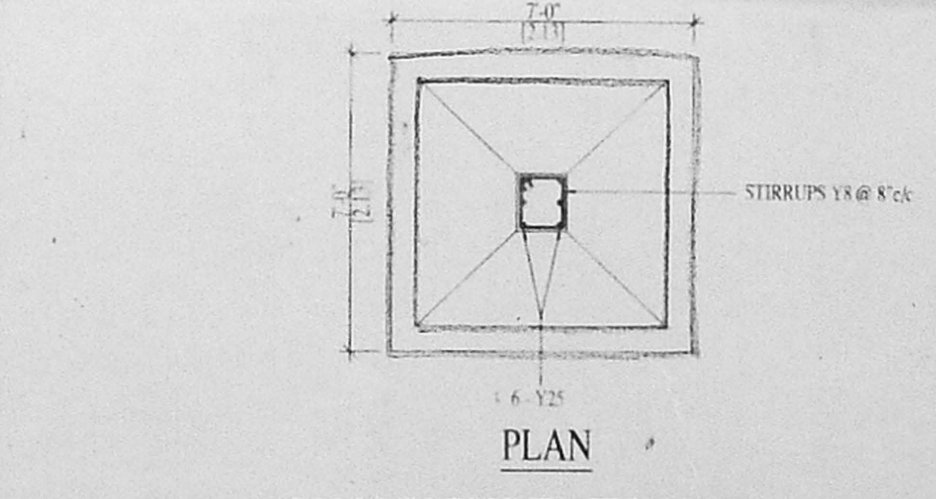 7'-0"
[2.13]
7'-0"
[2.13]
STIRRUPS Y8 @ 8"c/c
6 - Y25
PLAN